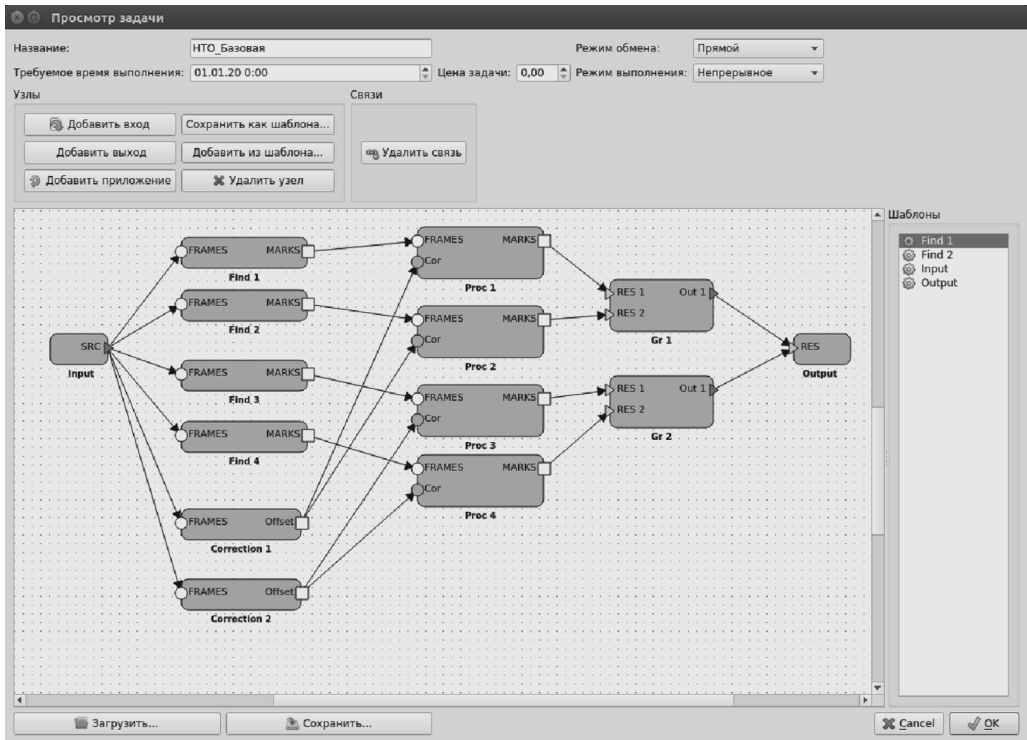 Просмотр задачи
Название: НТО_Базовая Режим обмена: Прямой
Требуемое время выполнения: 01.01.20 0:00 Цена задачи: 0,00 Режим выполнения: Непрерывное
Узлы Связи
Добавить вход Сохранить как шаблона...
Добавить выход Добавить из шаблона... Удалить связь
Добавить приложение Удалить узел
Шаблоны
Find 1
Find 2
Input
Output
SRC
Input
FRAMES MARKS
Find 1
FRAMES MARKS
Find 2
FRAMES MARKS
Find 3
FRAMES MARKS
Find 4
FRAMES Offset
Correction 1
FRAMES Offset
Correction 2
FRAMES MARKS
Cor
Proc 1
FRAMES MARKS
Cor
Proc 2
FRAMES MARKS
Cor
Proc 3
FRAMES MARKS
Cor
Proc 4
RES 1 Out 1
RES 2
Gr 1
RES 1 Out 1
RES 2
Gr 2
RES
Output
Загрузить... Сохранить... Cancel OK